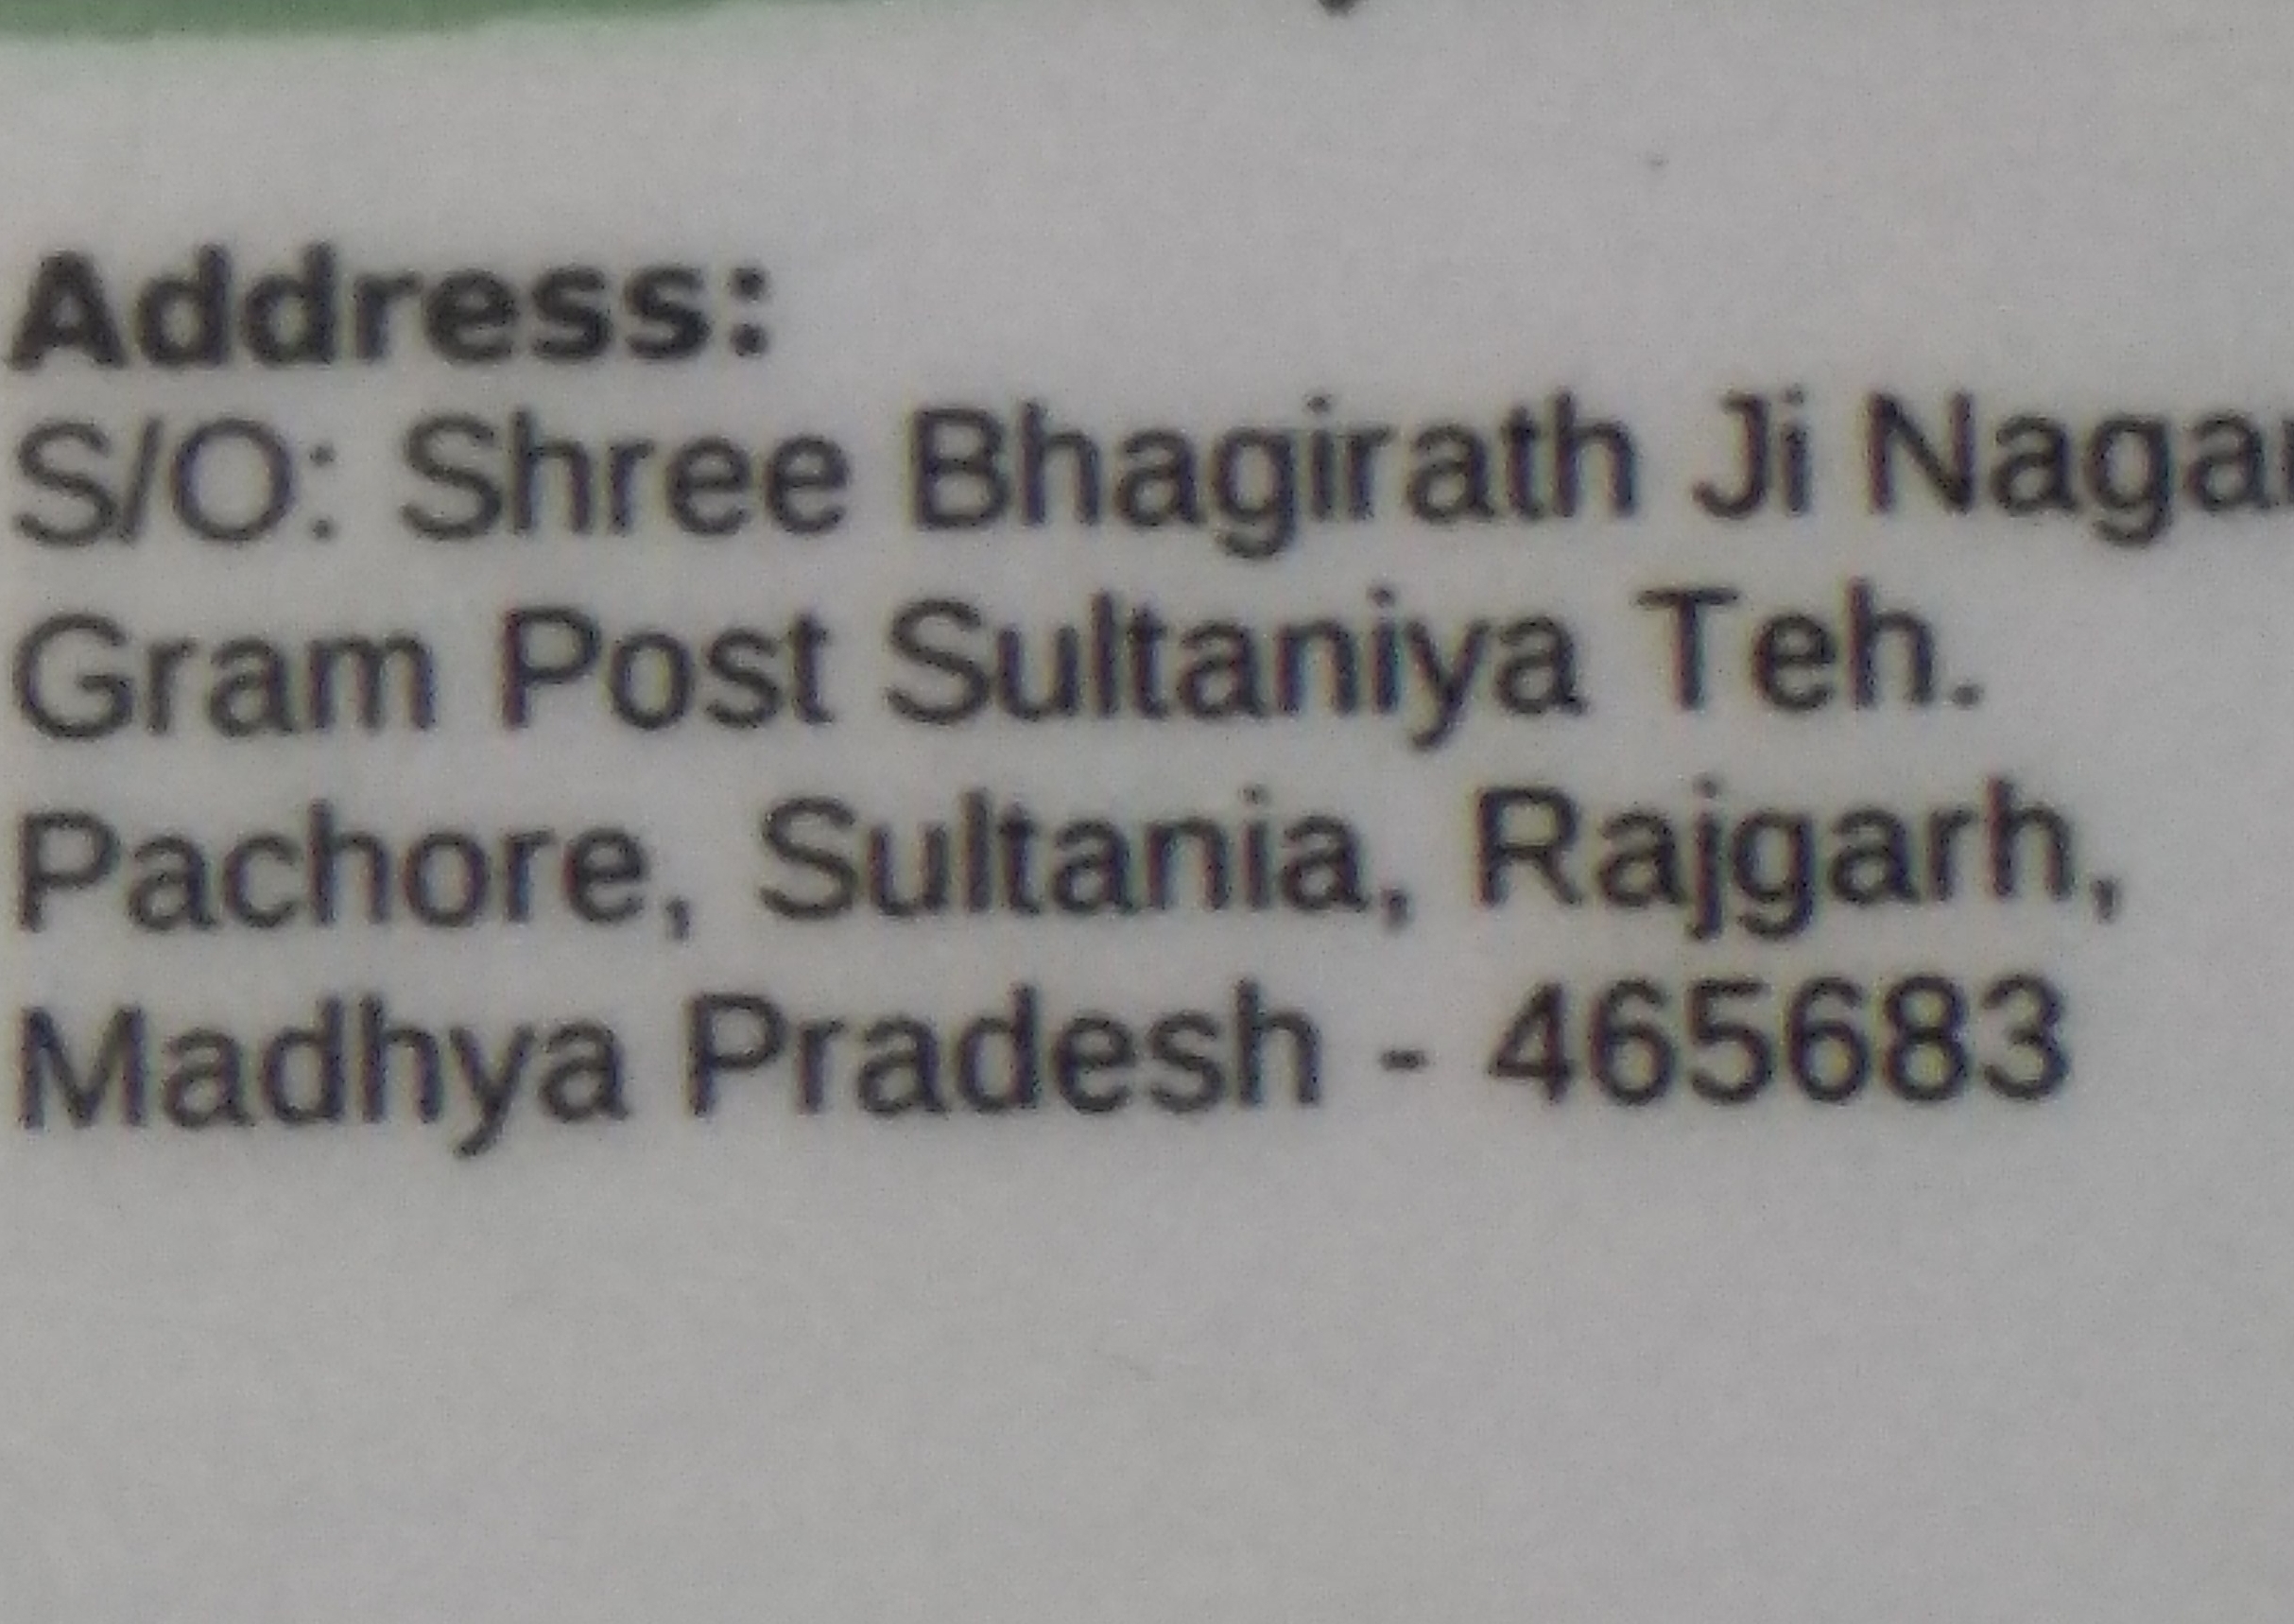 Address:
S/O: Shree Bhagirath Ji Nagar
Gram Post Sultaniya Teh.
Pachore, Sultania, Rajgarh,
Madhya Pradesh - 465683